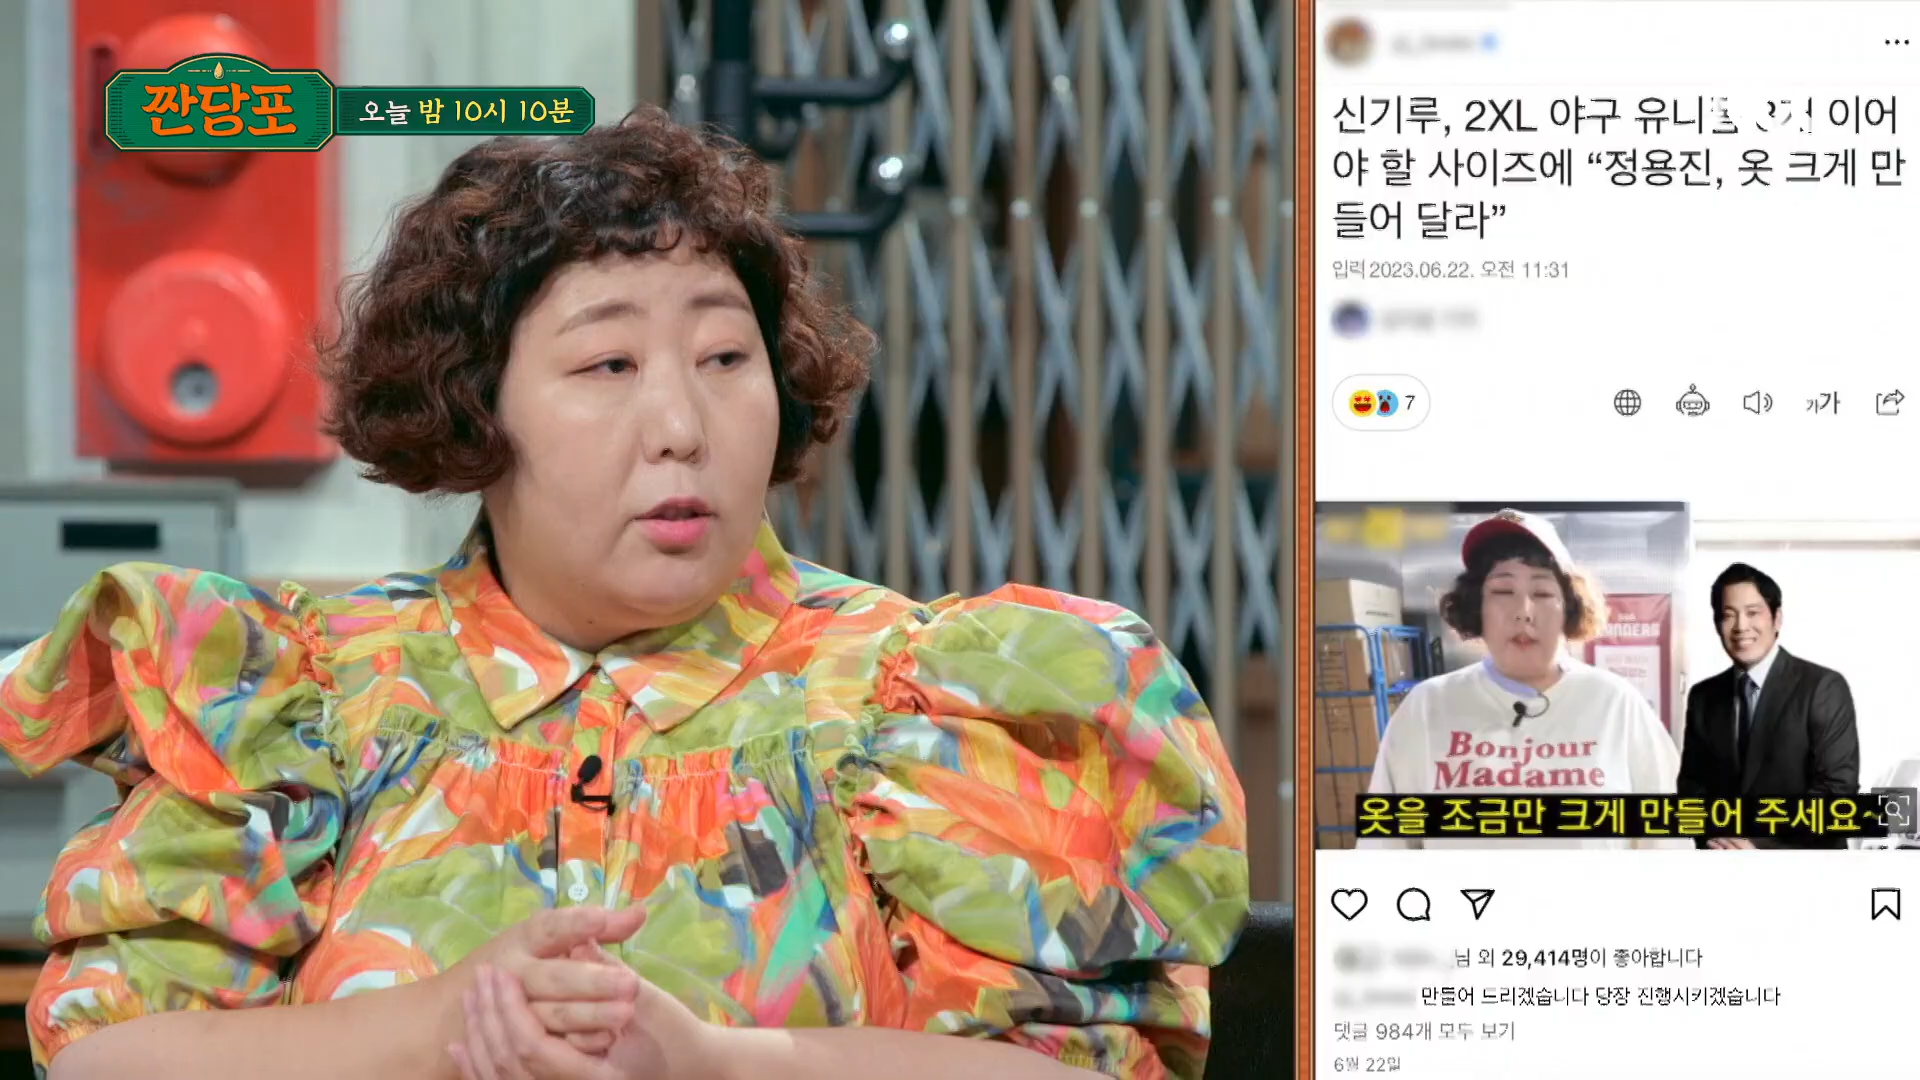 짠당포
오늘 밤 10시 10분
신기루, 2XL 야구 이어
야 할 사이즈에 “정용진, 옷 크게 만
들어 달라”
입력 2023.06.22. 오전 11:31
7
가가
Bonjour
Madame
옷을 조금만 크게 만들어 주세요~
님 외 29,414명이 좋아합니다
만들어 드리겠습니다 당장 진행시키겠습니다
댓글 984개 모두 보기
6월 22일